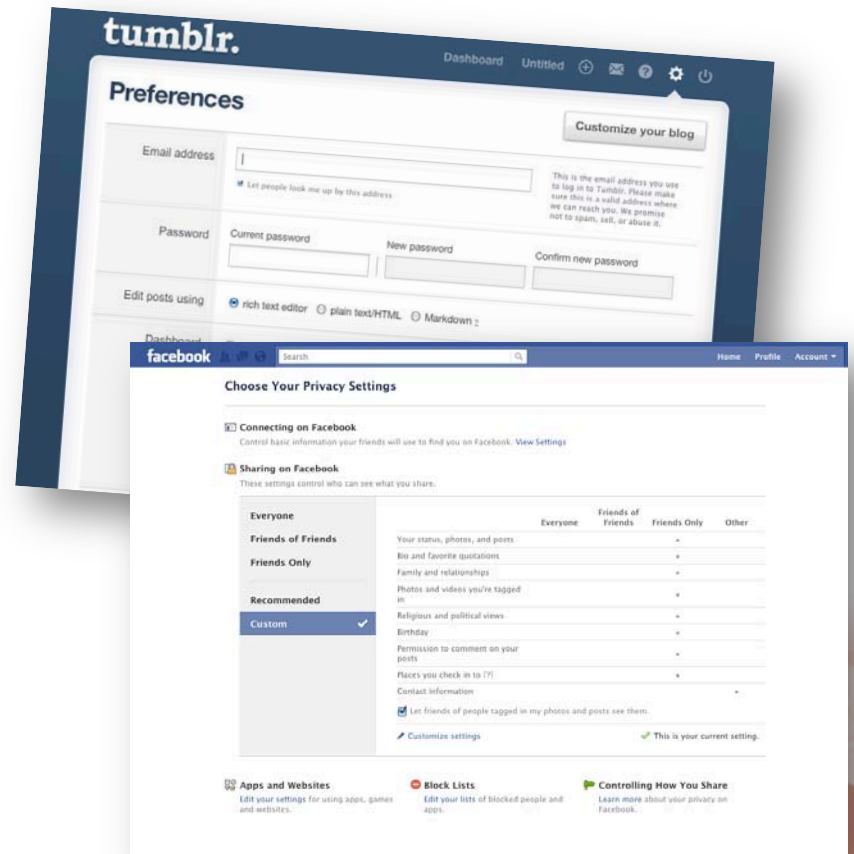 tumblr.
Dashboard Untitled
Preferences
Customize your blog
Email address
Let people look me up by this address
This is the email address you use
to log in to Tumblr. Please make
sure this is a valid address where
we can reach you. We promise
not to spam, sell, or abuse it.
Password
Current password
New password
Confirm new password
Edit posts using
rich text editor plain text/HTML Markdown ?
Dashboard
facebook Search Home Profile Account
Choose Your Privacy Settings
Connecting on Facebook
Control basic information your friends will use to find you on Facebook. View Settings
Sharing on Facebook
These settings control who can see what you share.
Everyone
Friends of Friends
Friends Only
Recommended
Custom
Everyone Friends of Friends Friends Only Other
Your status, photos, and posts
Bio and favorite quotations
Family and relationships
Photos and videos you're tagged
in
Religious and political views
Birthday
Permission to comment on your
posts
Places you check in to [?]
Contact information
Let friends of people tagged in my photos and posts see them.
Customize settings This is your current setting.
Apps and Websites
Edit your settings for using apps, games
and websites.
Block Lists
Edit your lists of blocked people and
apps.
Controlling How You Share
Learn more about your privacy on
Facebook.